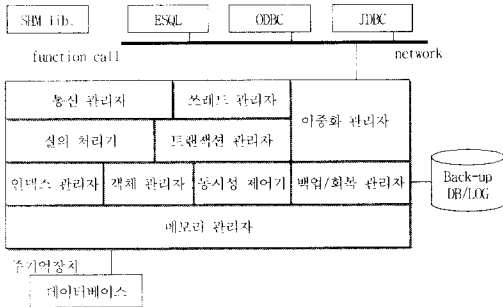 SHM lib.
ESQL
ODBC
JDBC
function call
network
통신 관리자
쓰레드 관리자
이중화 관리자
질의 처리기
트랜잭션 관리자
인덱스 관리자
객체 관리자
동시성 제어기
백업/회복 관리자
Back-up
DB/LOG
메모리 관리자
주기억장치
데이터베이스